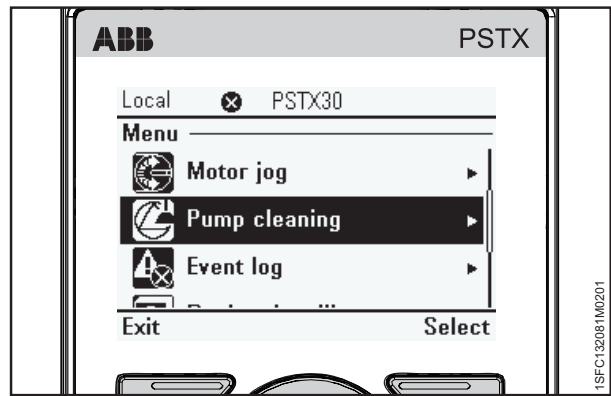 ABB PSTX
Local PSTX30
Menu
Motor jog
Pump cleaning
Event log
Exit Select
1SFC132081M0201